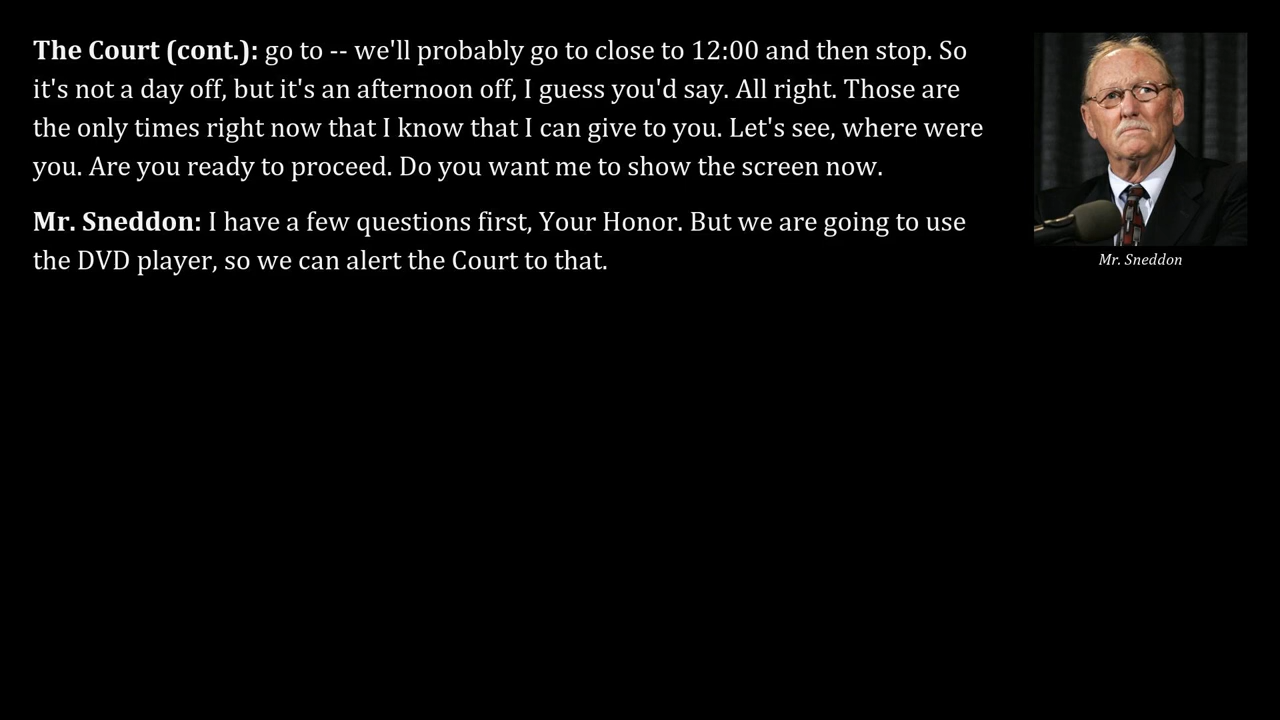 The Court (cont.): go to -- we'll probably go to close to 12:00 and then stop. So
it's not a day off, but it's an afternoon off, I guess you'd say. All right. Those are
the only times right now that I know that I can give to you. Let's see, where were
you. Are you ready to proceed. Do you want me to show the screen now.
Mr. Sneddon: I have a few questions first, Your Honor. But we are going to use
the DVD player, so we can alert the Court to that.
Mr. Sneddon